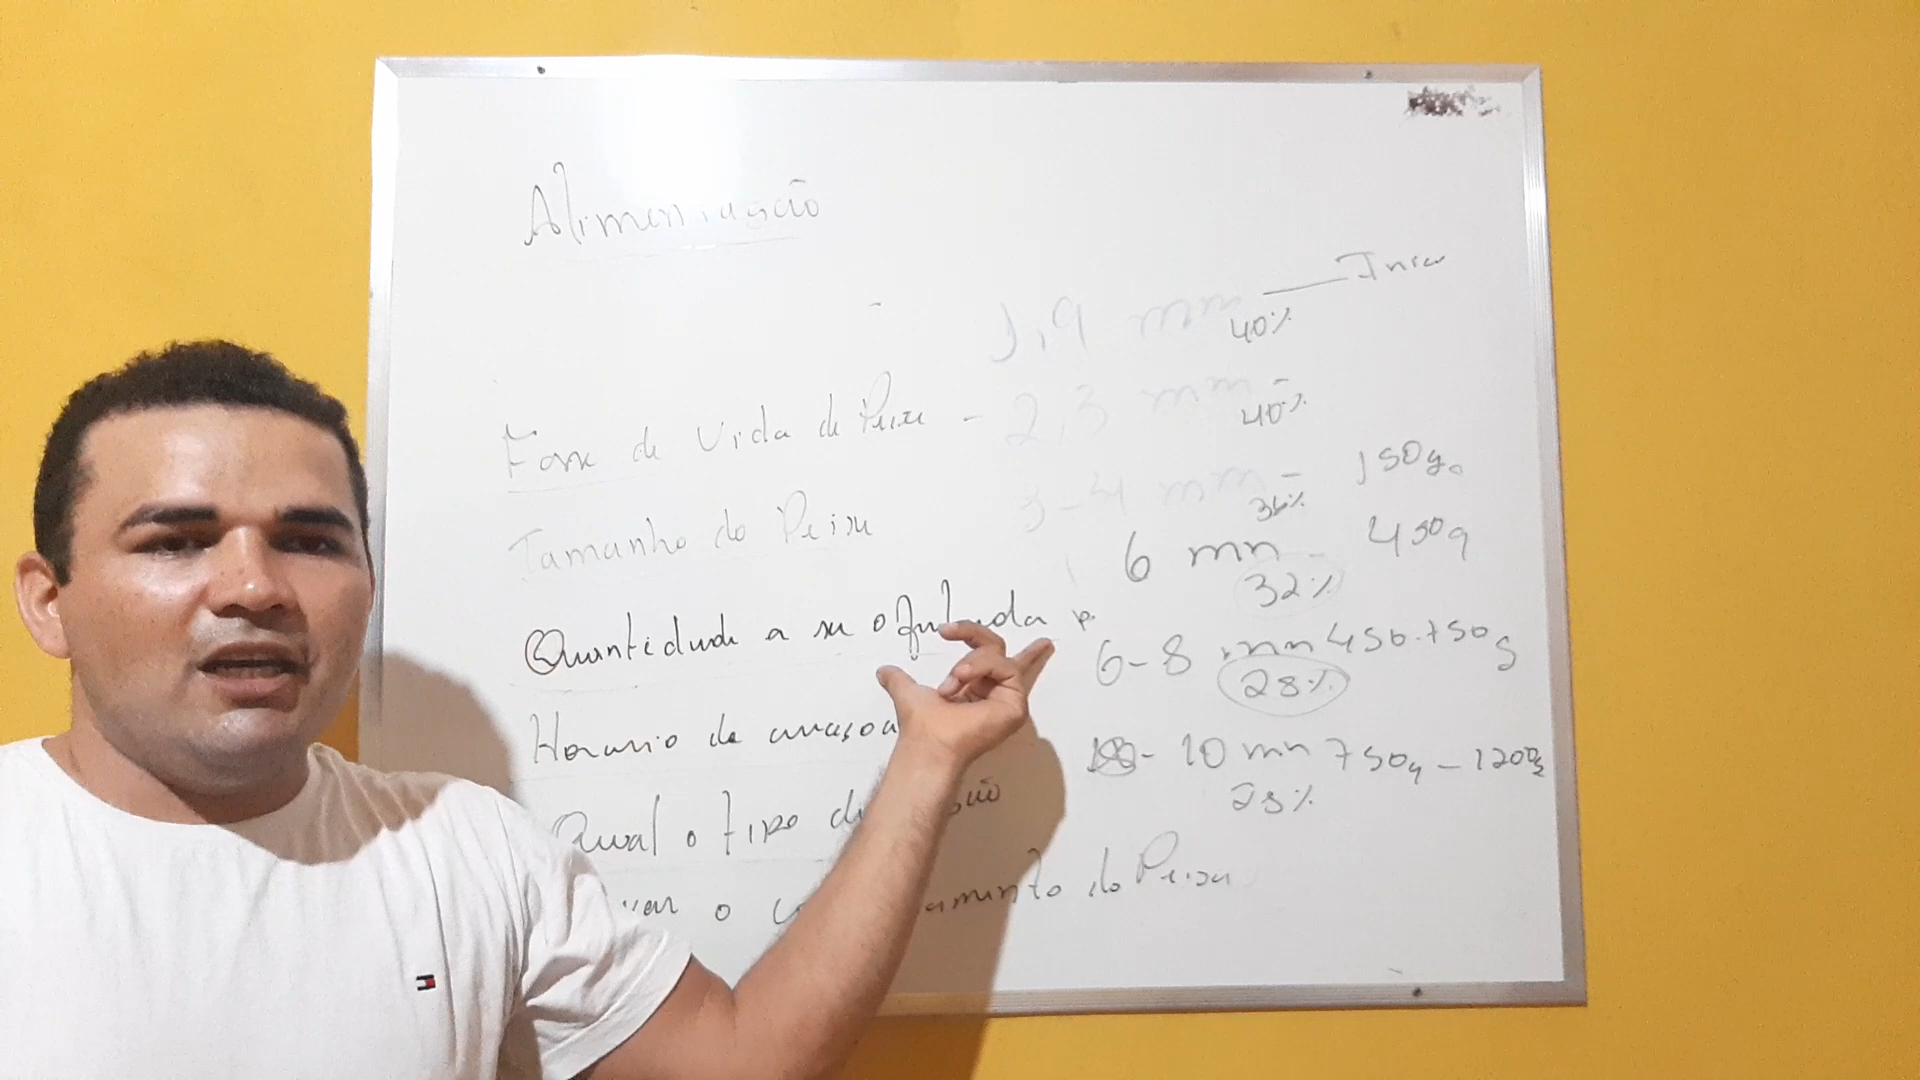 Alimentação
1,9 mm
40%
Fase de Vida do Peixe - 2,3 mm -
40%
Tamanho do Peixe 3-4 mm - 150g
36%
6 mm - 450g
32%
Quantidade a ser ofertada p.
6-8 mm 450-750g
28%
Horario de
- 10 mm 750g - 1200g
28%
Qual o tipo
o do Peixe